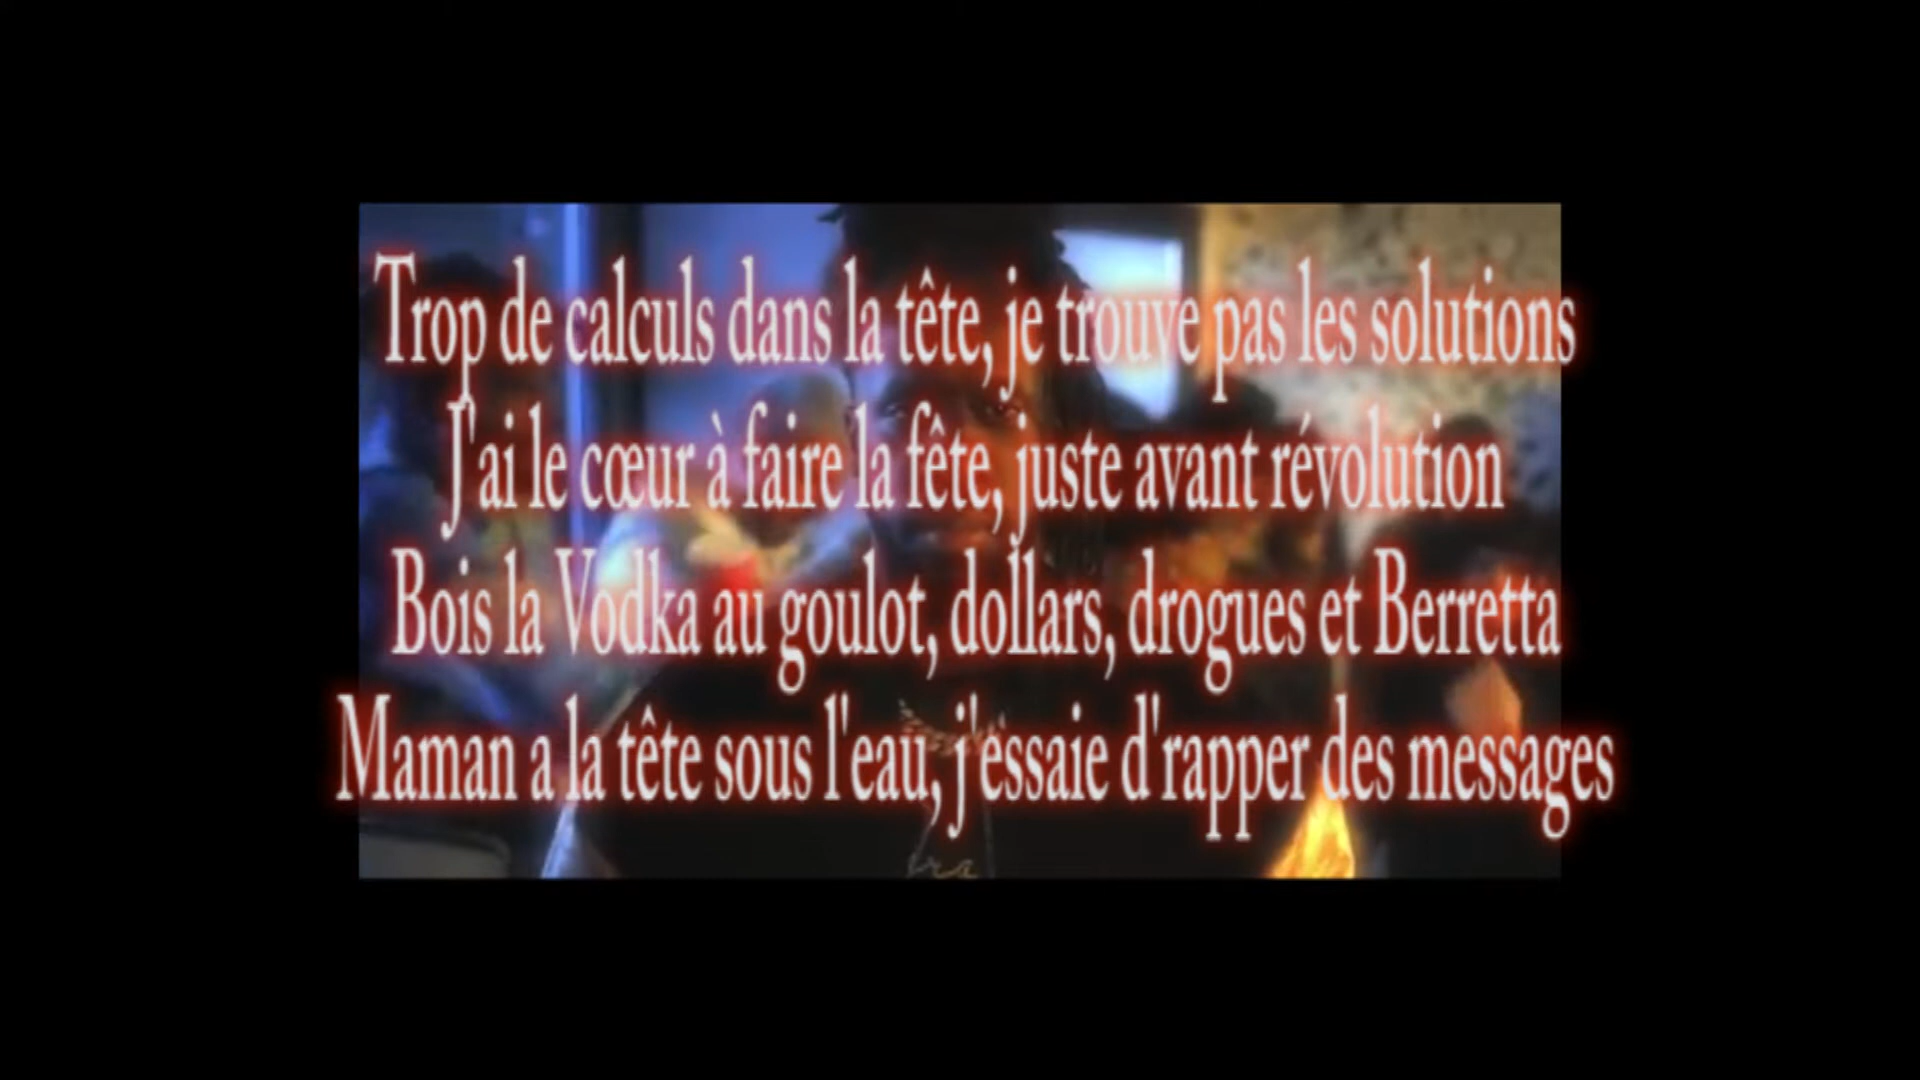 Trop de calculs dans la tête, je trouve pas les solutions
J'ai le cœur à faire la fête, juste avant révolution
Bois la Vodka au goulot, dollars, drogues et Berretta
Maman a la tête sous l'eau, j'essaie d'rapper des messages